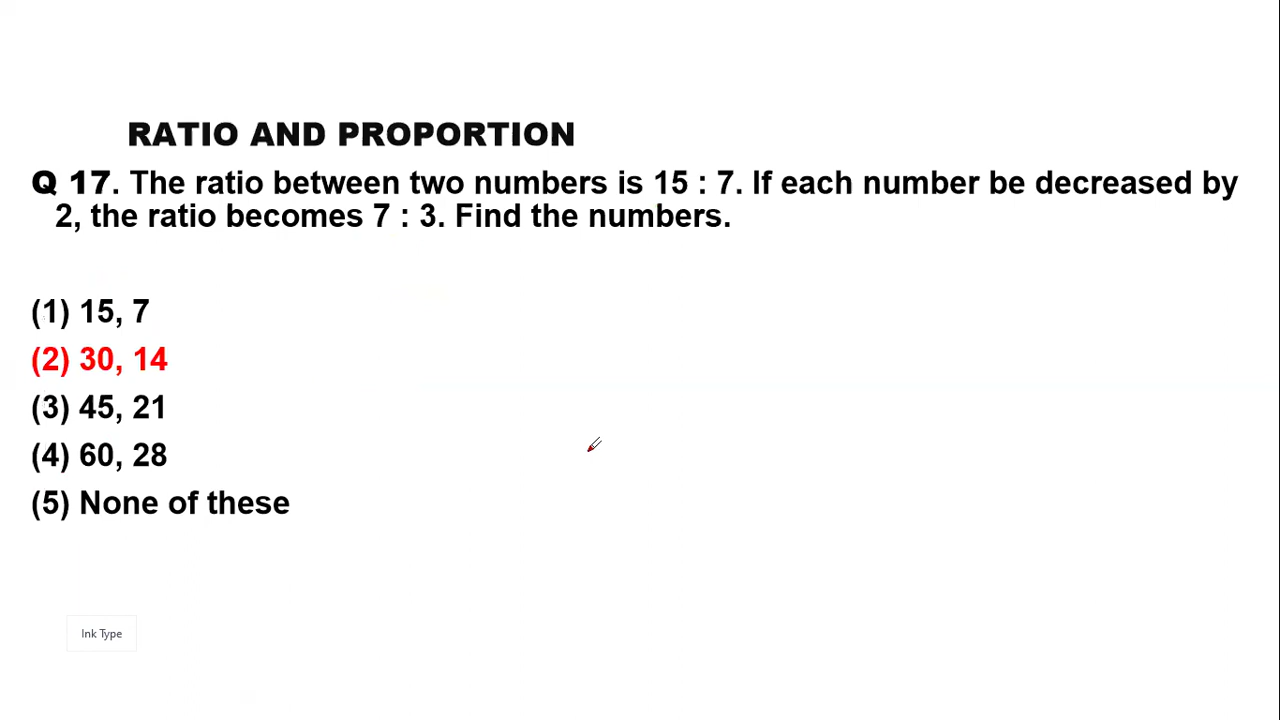 RATIO AND PROPORTION
Q 17. The ratio between two numbers is 15 : 7. If each number be decreased by
2, the ratio becomes 7 : 3. Find the numbers.
(1) 15, 7
(2) 30, 14
(3) 45, 21
(4) 60, 28
(5) None of these
Ink Type